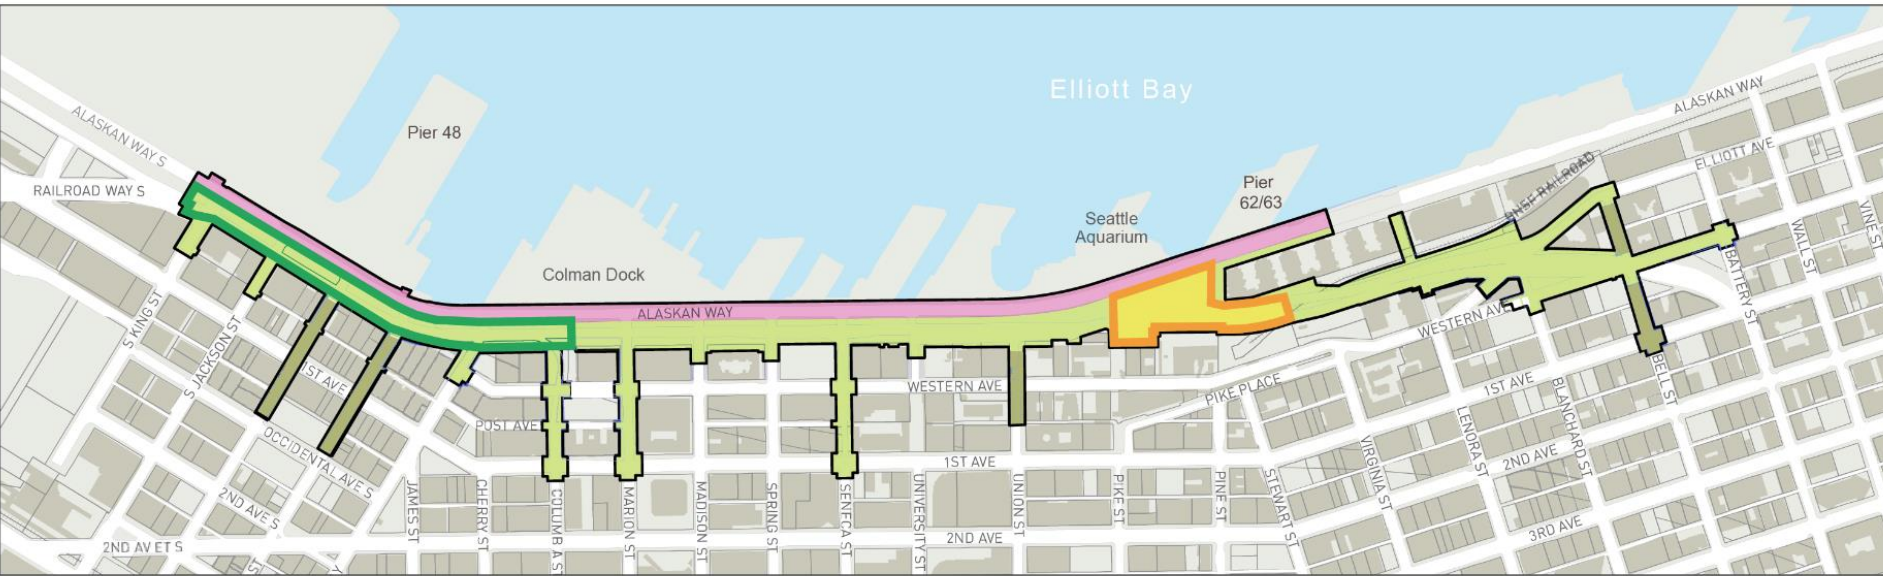 Elliott Bay
ALASKAN WAY
ALASKAN WAY S
Pier 48
ELLIOTT AVE
BNSF RAILROAD
RAILROAD WAY S
Pier
62/63
Seattle
Aquarium
VINE ST
WALL ST
BATTERY ST
Colman Dock
ALASKAN WAY
S KING ST
S JACKSON ST
1ST AVE
WESTERN AVE
WESTERN AVE
PIKE PLACE
1ST AVE
BLANCHARD ST
BELL ST
POST AVE
OCCIDENTAL AVE S
1ST AVE
LENORA ST
VIRGINIA ST
2ND AVE
2ND AVE S
JAMES ST
CHERRY ST
COLUMBIA ST
MARION ST
MADISON ST
SPRING ST
SENECA ST
UNIVERSITY ST
UNION ST
PIKE ST
PINE ST
STEWART ST
2ND AV ET S
2ND AVE
3RD AVE